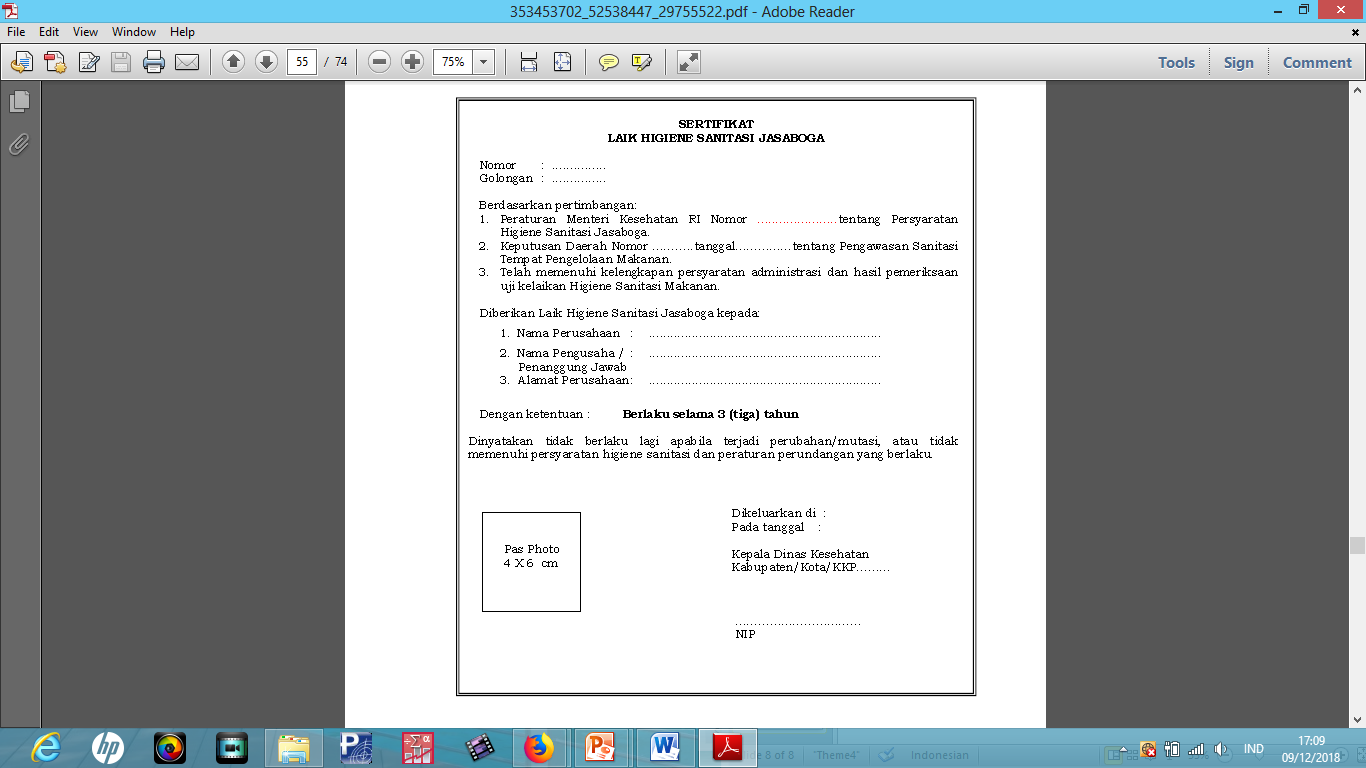 353453702_52538447_29755522.pdf - Adobe Reader
File Edit View Window Help
55 / 74 75% Tools Sign Comment
SERTIFIKAT
LAIK HIGIENE SANITASI JASABOGA
Nomor : ...............
Golongan : ...............
Berdasarkan pertimbangan:
1. Peraturan Menteri Kesehatan RI Nomor ......................tentang Persyaratan
Higiene Sanitasi Jasaboga.
2. Keputusan Daerah Nomor ...........tanggal...............tentang Pengawasan Sanitasi
Tempat Pengelolaan Makanan.
3. Telah memenuhi kelengkapan persyaratan administrasi dan hasil pemeriksaan
uji kelaikan Higiene Sanitasi Makanan.
Diberikan Laik Higiene Sanitasi Jasaboga kepada:
1. Nama Perusahaan : .................................................................
2. Nama Pengusaha / : .................................................................
Penanggung Jawab
3. Alamat Perusahaan: .................................................................
Dengan ketentuan : Berlaku selama 3 (tiga) tahun
Dinyatakan tidak berlaku lagi apabila terjadi perubahan/mutasi, atau tidak
memenuhi persyaratan higiene sanitasi dan peraturan perundangan yang berlaku.
Pas Photo
4 X 6 cm
Dikeluarkan di :
Pada tanggal :
Kepala Dinas Kesehatan
Kabupaten/Kota/KKP.........
..................................
NIP
Slide 8 of 8 "Theme4" Indonesian
IND
17:09
09/12/2018